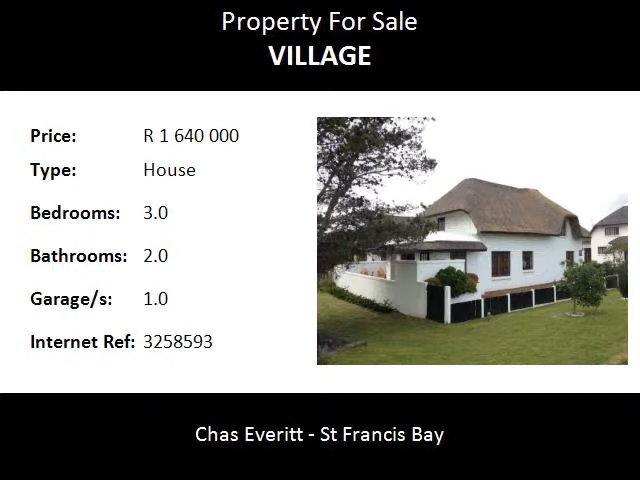 Property For Sale
VILLAGE
Price: R 1 640 000
Type: House
Bedrooms: 3.0
Bathrooms: 2.0
Garage/s: 1.0
Internet Ref: 3258593
Chas Everitt - St Francis Bay